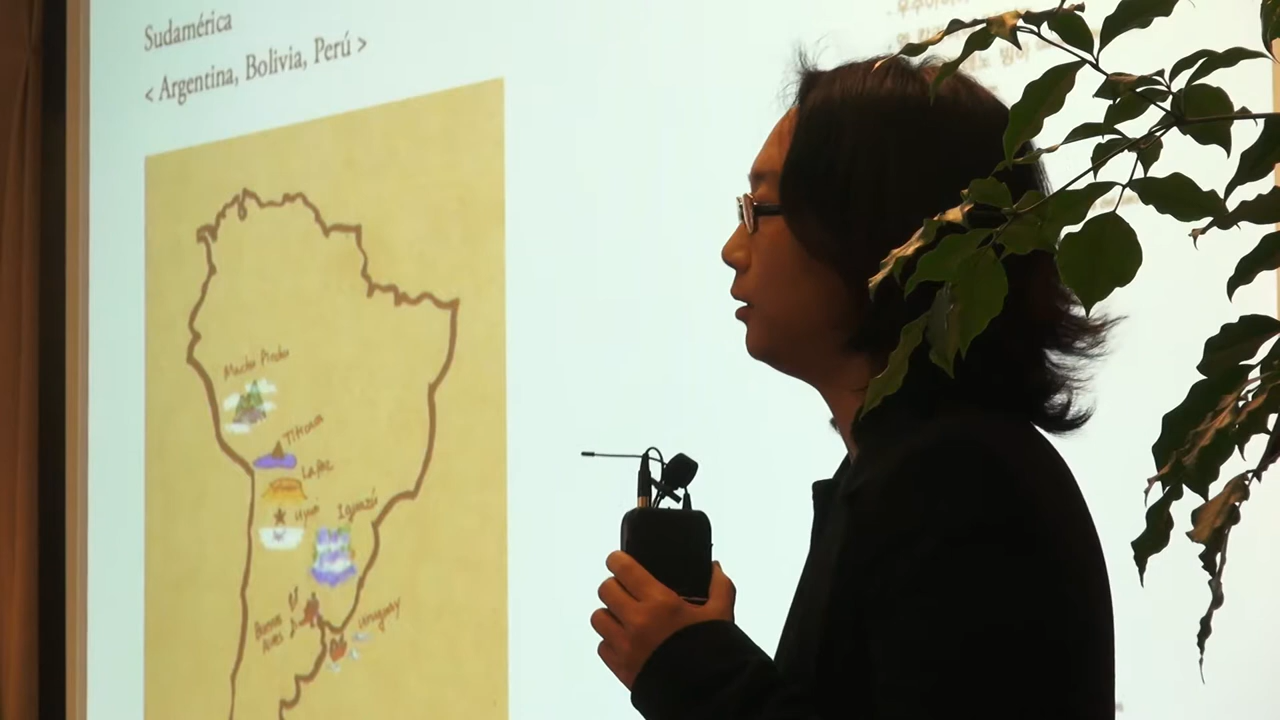 Sudamérica
< Argentina, Bolivia, Perú >
Machu Picchu
Titicaca
La Paz
Uyuni
Iguazú
Buenos
Aires
Uruguay